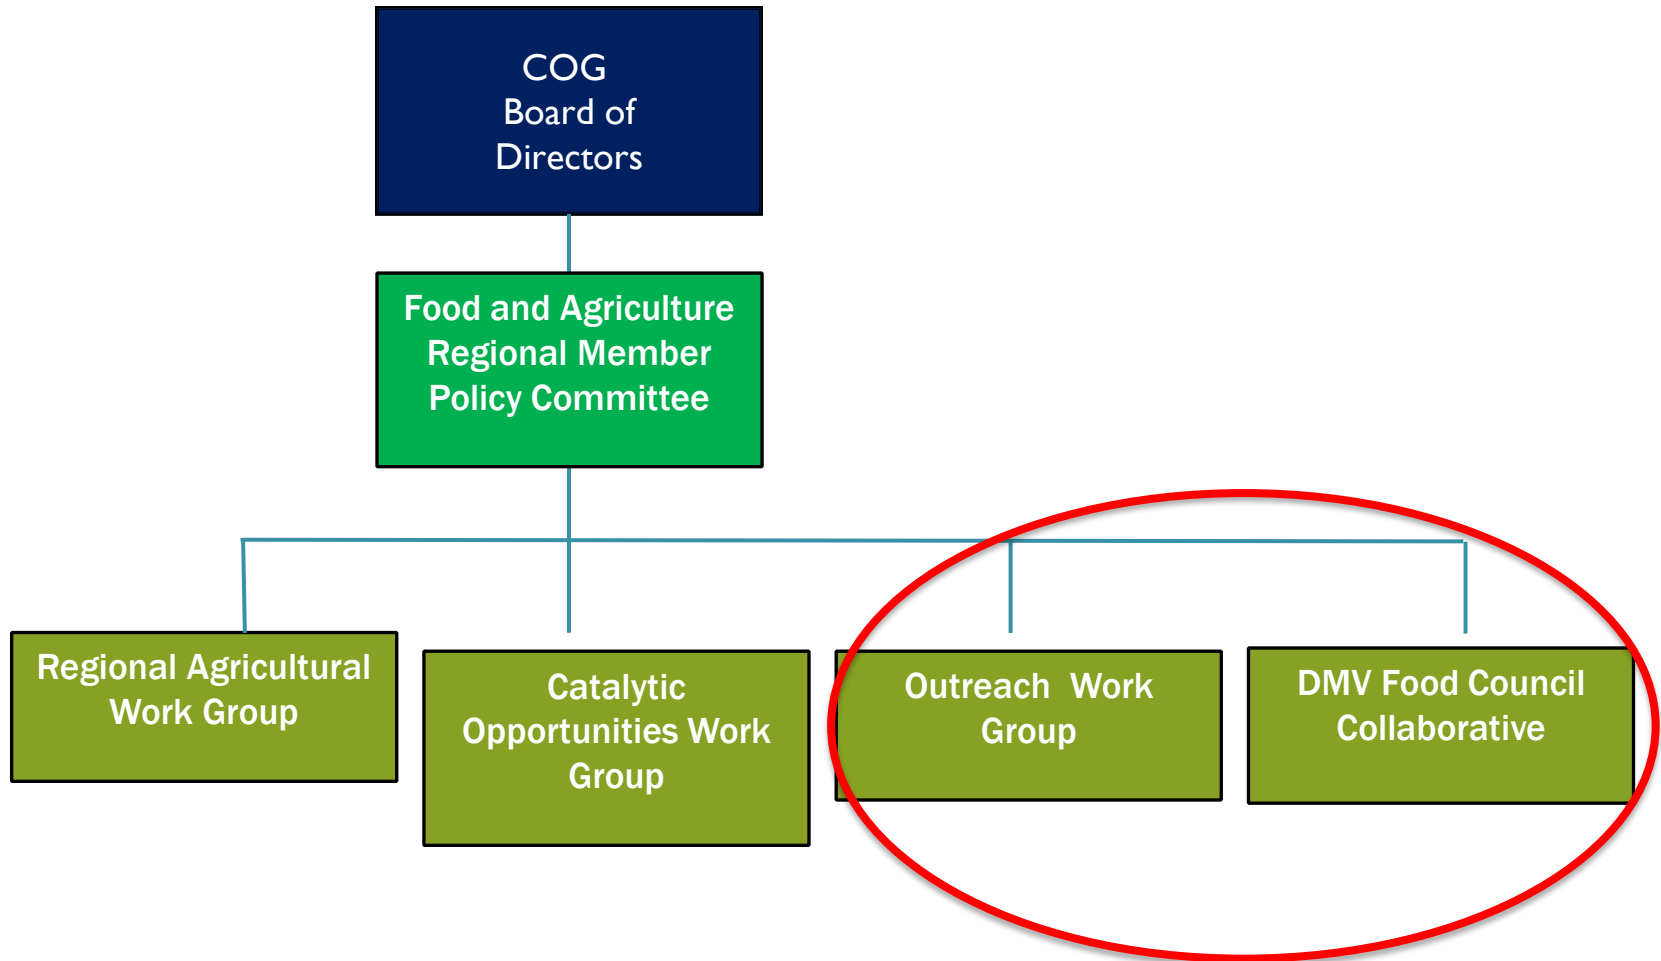 COG
Board of
Directors
Food and Agriculture
Regional Member
Policy Committee
Regional Agricultural
Work Group
Catalytic
Opportunities Work
Group
Outreach  Work
Group
DMV Food Council
Collaborative